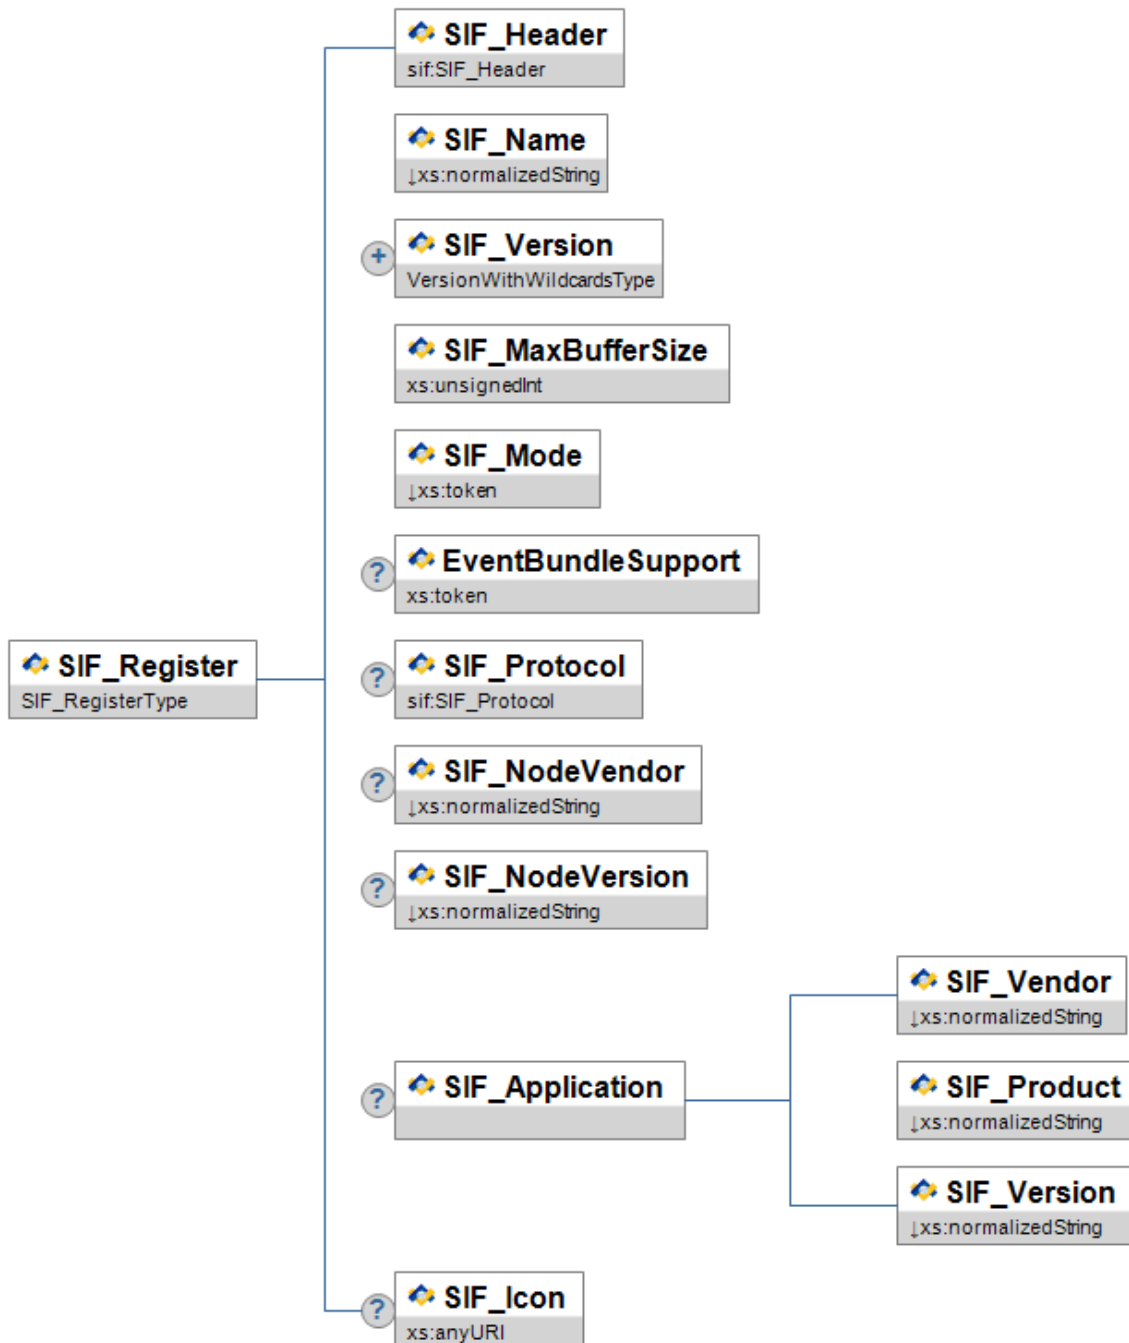 SIF_Header
sif:SIF_Header
SIF_Name
↓xs:normalizedString
+
SIF_Version
VersionWithWildcardsType
SIF_MaxBufferSize
xs:unsignedInt
SIF_Mode
↓xs:token
?
EventBundleSupport
xs:token
SIF_Register
SIF_RegisterType
?
SIF_Protocol
sif:SIF_Protocol
?
SIF_NodeVendor
↓xs:normalizedString
?
SIF_NodeVersion
↓xs:normalizedString
SIF_Vendor
↓xs:normalizedString
?
SIF_Application
SIF_Product
↓xs:normalizedString
SIF_Version
↓xs:normalizedString
?
SIF_Icon
xs:anyURI